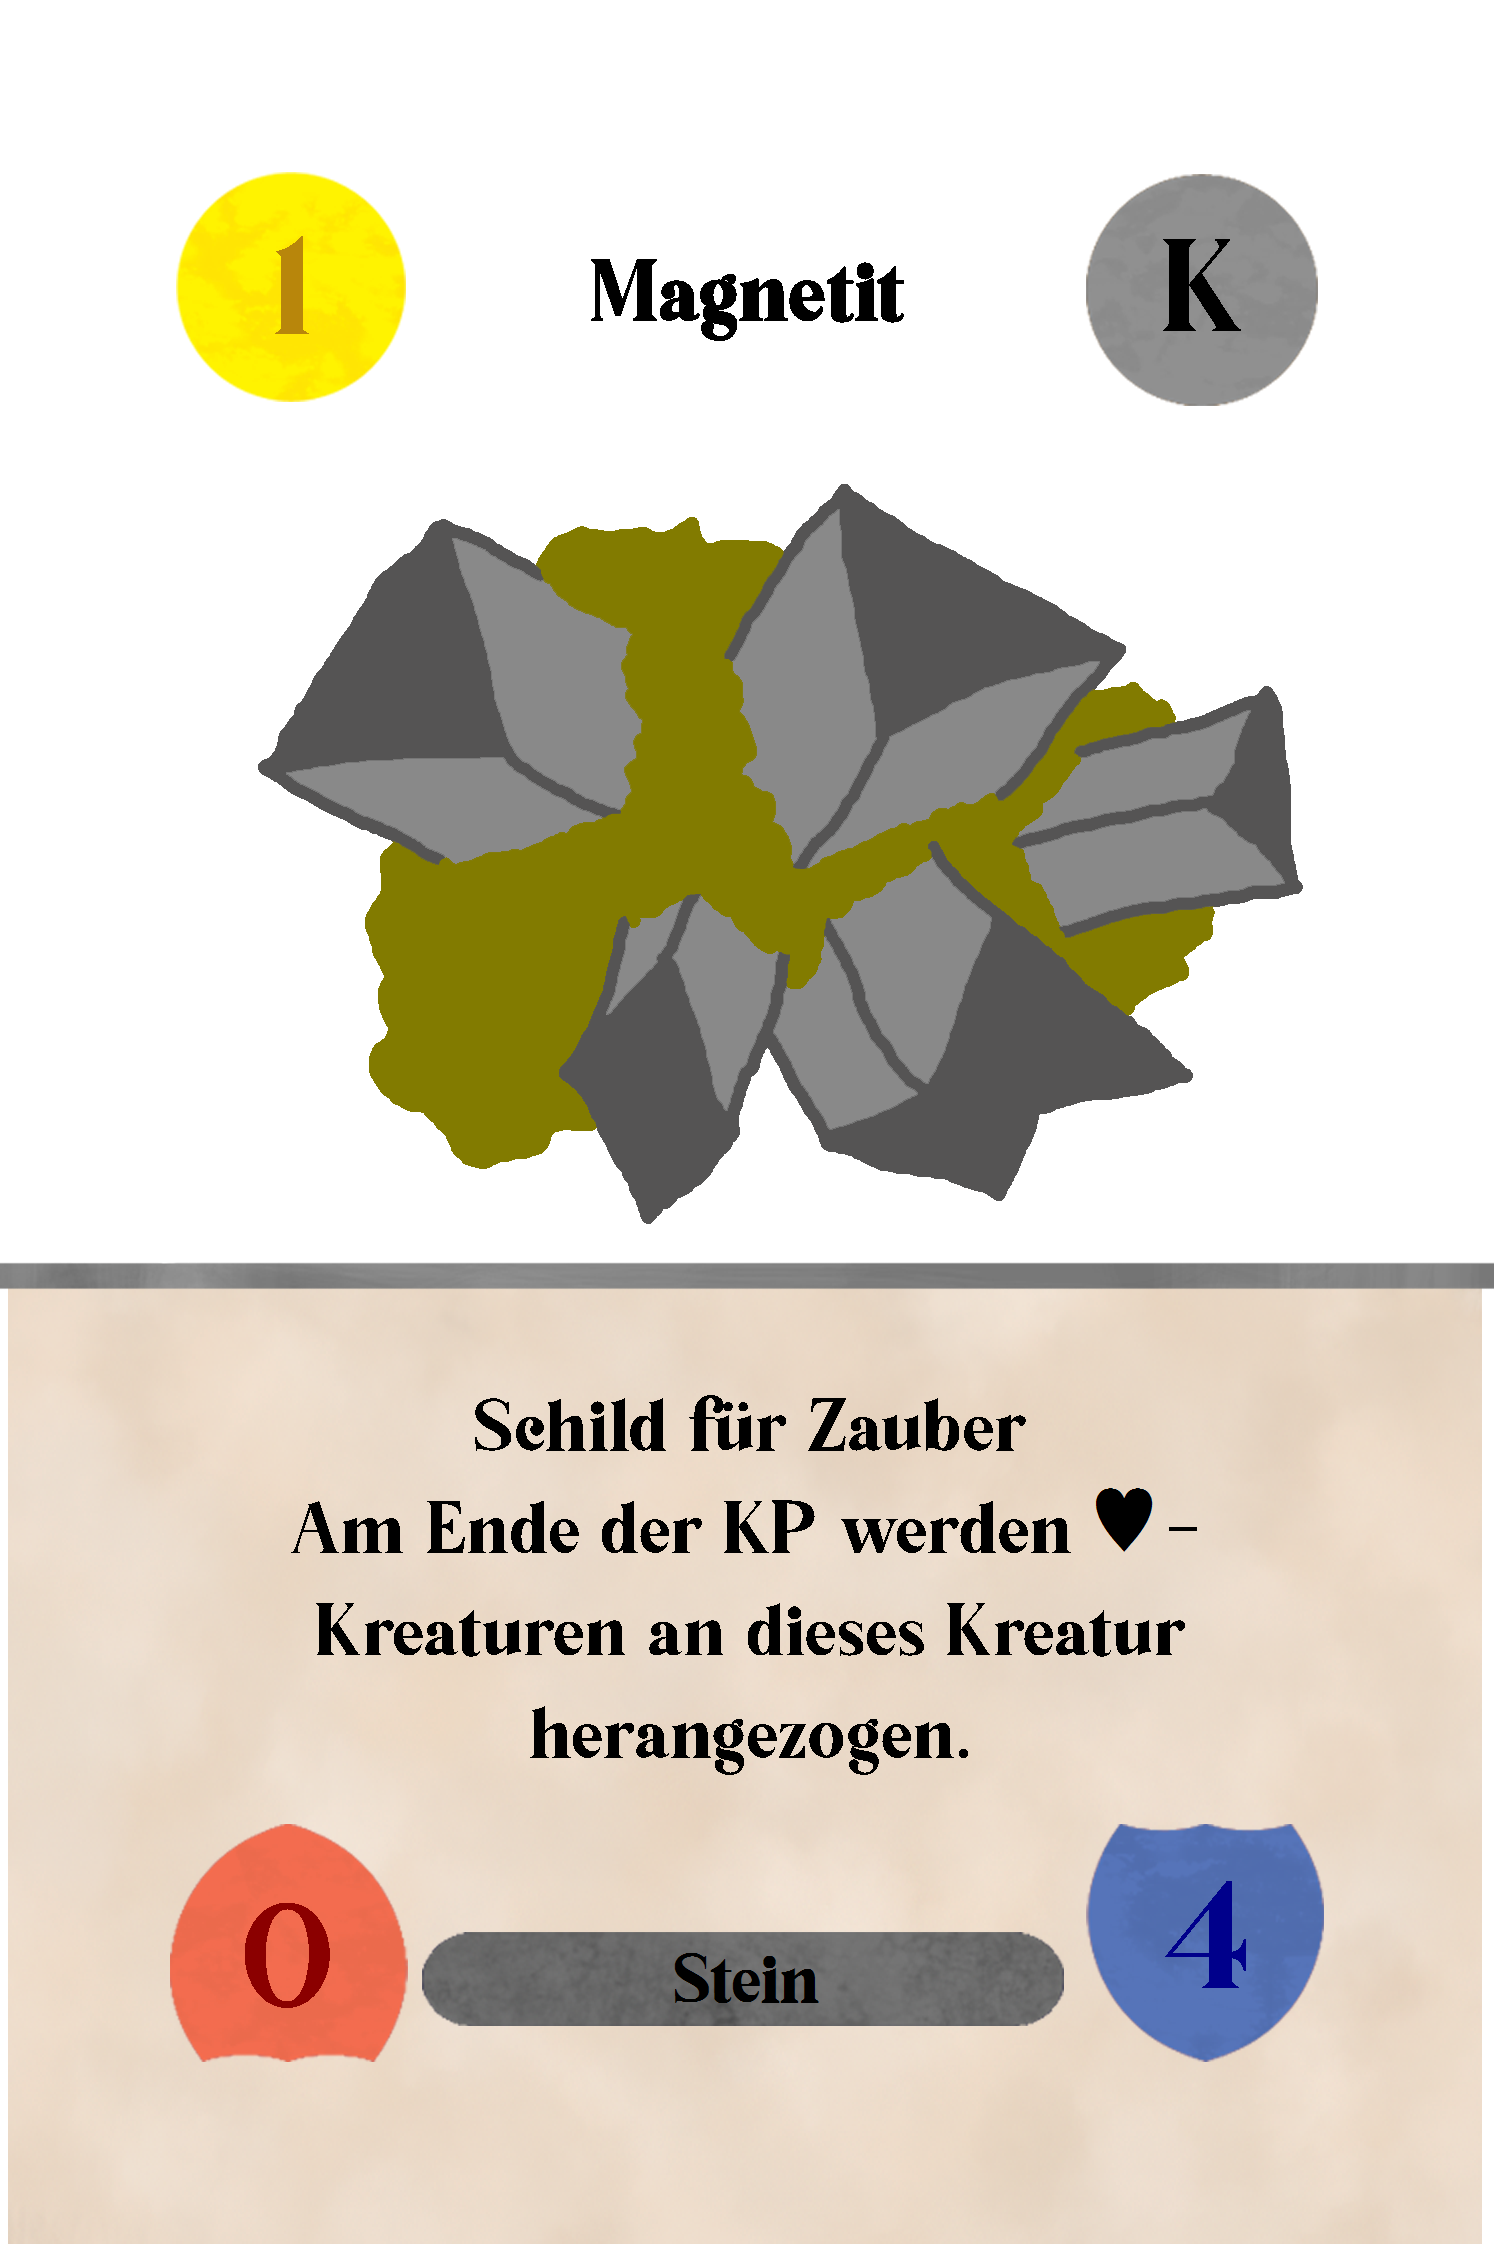 1
Magnetit
K
Schild für Zauber
Am Ende der KP werden ♥-
Kreaturen an dieses Kreatur
herangezogen.
0
Stein
4